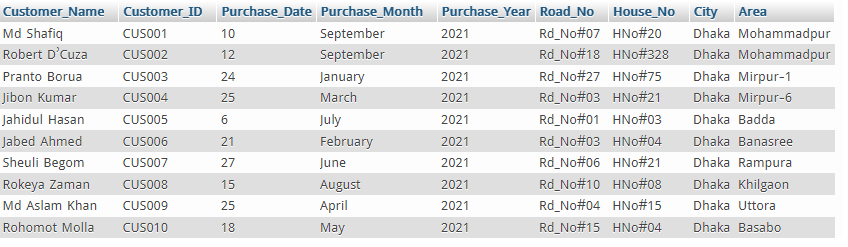 Customer_Name Customer_ID Purchase_Date Purchase_Month Purchase_Year Road_No House_No City Area
Md Shafiq CUS001 10 September 2021 Rd_No#07 HNo#20 Dhaka Mohammadpur
Robert D’Cuza CUS002 12 September 2021 Rd_No#18 HNo#328 Dhaka Mohammadpur
Pranto Borua CUS003 24 January 2021 Rd_No#27 HNo#75 Dhaka Mirpur-1
Jibon Kumar CUS004 25 March 2021 Rd_No#03 HNo#21 Dhaka Mirpur-6
Jahidul Hasan CUS005 6 July 2021 Rd_No#01 HNo#03 Dhaka Badda
Jabed Ahmed CUS006 21 February 2021 Rd_No#03 HNo#04 Dhaka Banasree
Sheuli Begom CUS007 27 June 2021 Rd_No#06 HNo#21 Dhaka Rampura
Rokeya Zaman CUS008 15 August 2021 Rd_No#10 HNo#08 Dhaka Khilgaon
Md Aslam Khan CUS009 25 April 2021 Rd_No#04 HNo#15 Dhaka Uttora
Rohomot Molla CUS010 18 May 2021 Rd_No#15 HNo#04 Dhaka Basabo